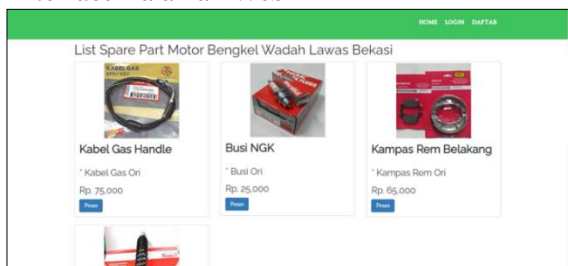 HOME LOGIN DAFTAR
List Spare Part Motor Bengkel Wadah Lawas Bekasi
KABEL GAS
Kabel Gas Handle
* Kabel Gas Ori
Rp. 75.000
Pesan
Busi NGK
* Busi Ori
Rp. 25.000
Pesan
Kampas Rem Belakang
* Kampas Rem Ori
Rp. 65.000
Pesan